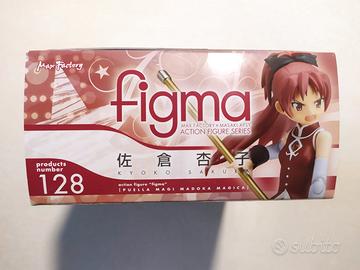 Max Factory
figma
MAX FACTORY × MASAKI APSY
ACTION FIGURE SERIES
佐倉杏子
KYOKO SAKURA
products
number
128
action figure "figma"
[PUELLA MAGI MADOKA MAGICA]
subito